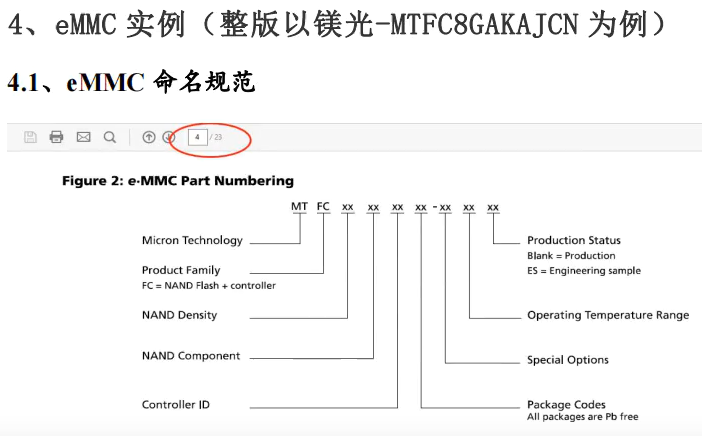 4、eMMC 实例（整版以镁光-MTFC8GAKAJCN 为例）
4.1、eMMC 命名规范
4 / 23
Figure 2: e·MMC Part Numbering
MT FC xx xx xx xx - xx xx xx
Micron Technology
Product Family
FC = NAND Flash + controller
NAND Density
NAND Component
Controller ID
Production Status
Blank = Production
ES = Engineering sample
Operating Temperature Range
Special Options
Package Codes
All packages are Pb free